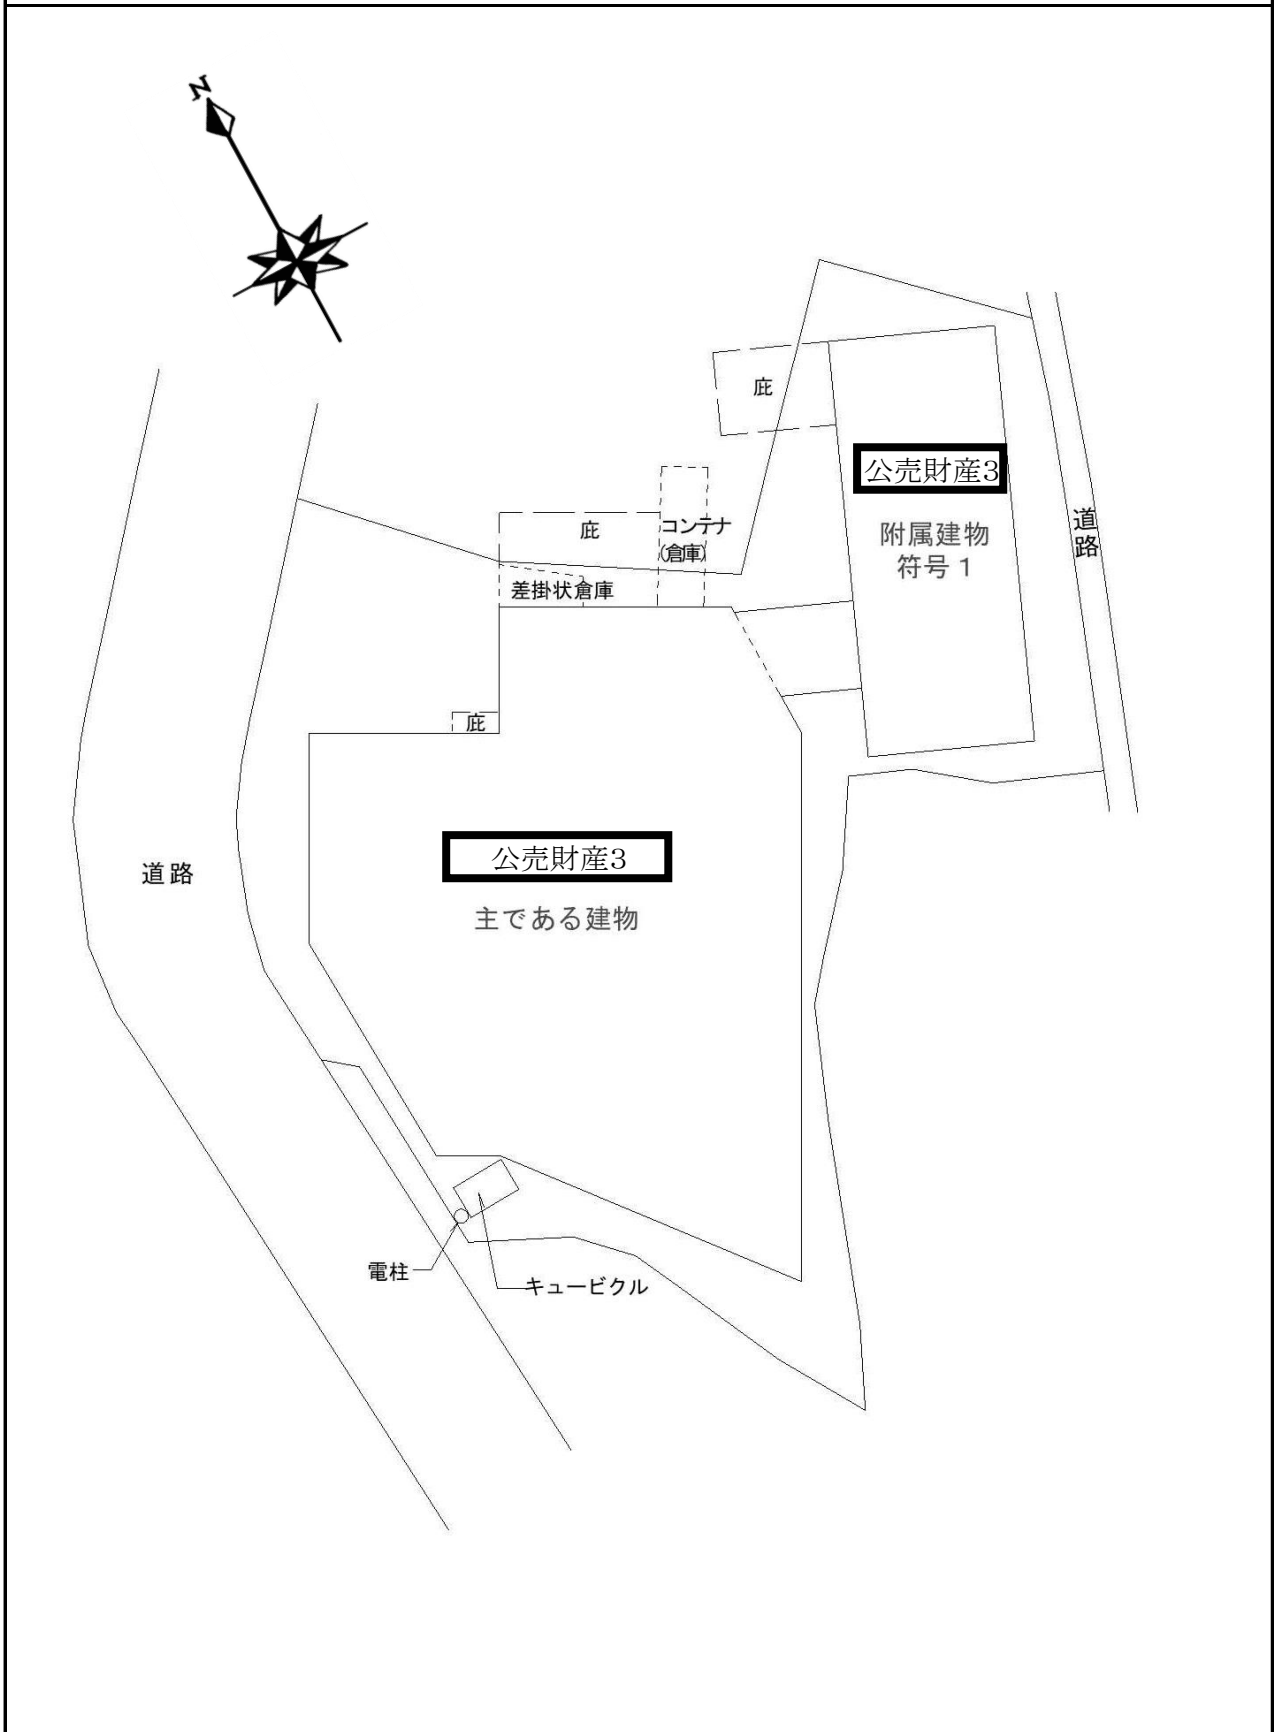 N
庇
公売財産3
附属建物
符号1
道
路
庇
コンテナ
(倉庫)
差掛状倉庫
庇
公売財産3
主である建物
道路
電柱
キュービクル